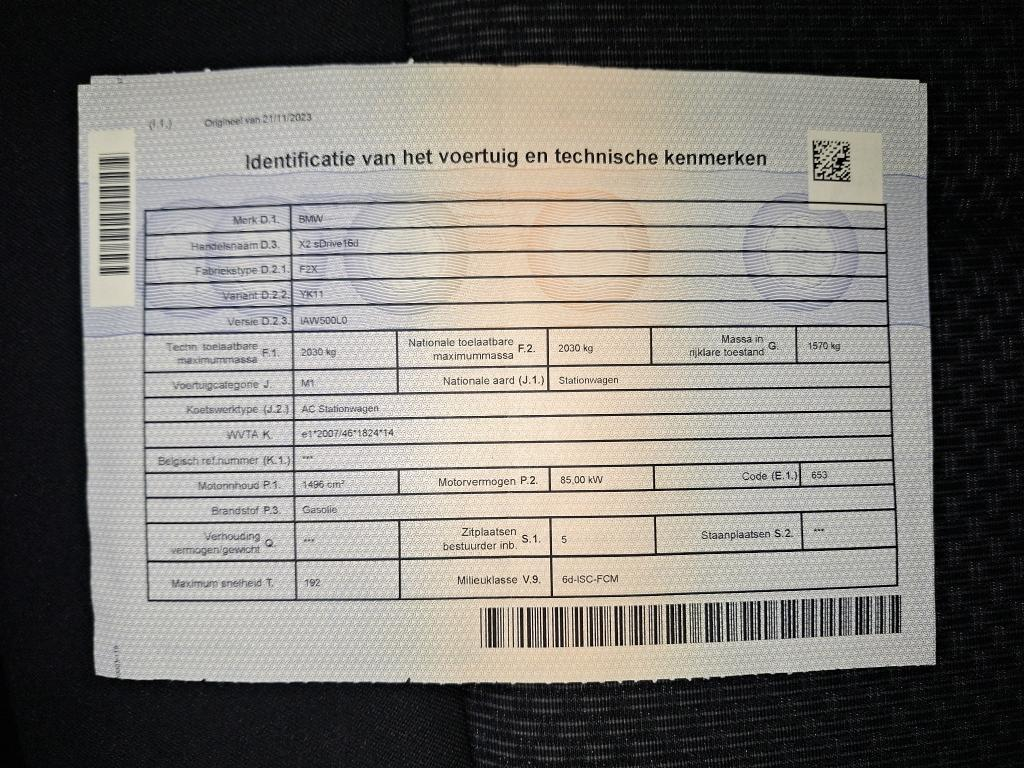 (I.1.) Origineel van 21/11/2023
Identificatie van het voertuig en technische kenmerken
Merk D.1. BMW
Handelsnaam D.3. X2 sDrive16d
Fabriekstype D.2.1. F2X
Variant D.2.2. YK11
Versie D.2.3. IAW500L0
Techn. toelaatbare maximummassa F.1. 2030 kg Nationale toelaatbare maximummassa F.2. 2030 kg Massa in rijklare toestand G. 1570 kg
Voertuigcategorie J. M1 Nationale aard (J.1.) Stationwagen
Koetswerktype (J.2.) AC Stationwagen
WVTA K. e1*2007/46*1824*14
Belgisch ref.nummer (K.1.) ***
Motorinhoud P.1. 1496 cm³ Motorvermogen P.2. 85,00 kW Code (E.1.) 653
Brandstof P.3. Gasolie
Verhouding vermogen/gewicht Q. *** Zitplaatsen bestuurder inb. S.1. 5 Staanplaatsen S.2. ***
Maximum snelheid T. 192 Milieuklasse V.9. 6d-ISC-FCM